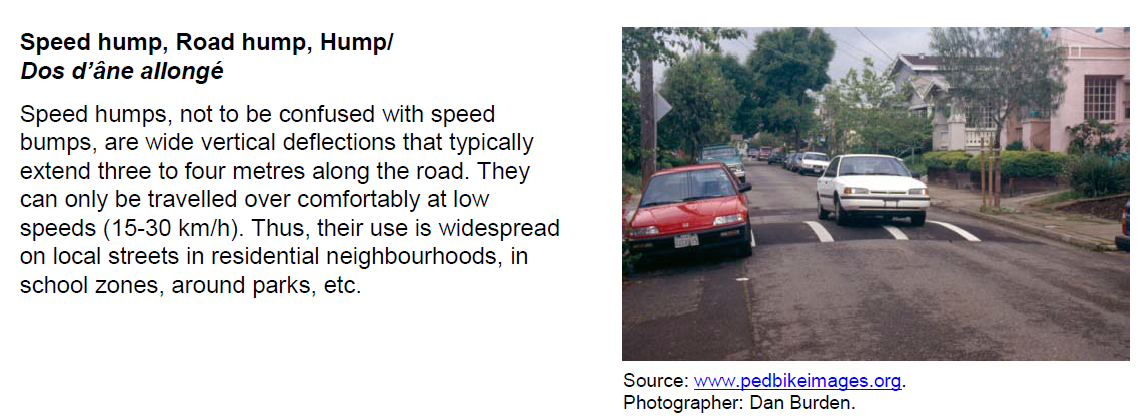 Speed hump, Road hump, Hump/
Dos d’âne allongé
Speed humps, not to be confused with speed
bumps, are wide vertical deflections that typically
extend three to four metres along the road. They
can only be travelled over comfortably at low
speeds (15-30 km/h). Thus, their use is widespread
on local streets in residential neighbourhoods, in
school zones, around parks, etc.
Source: www.pedbikeimages.org.
Photographer: Dan Burden.